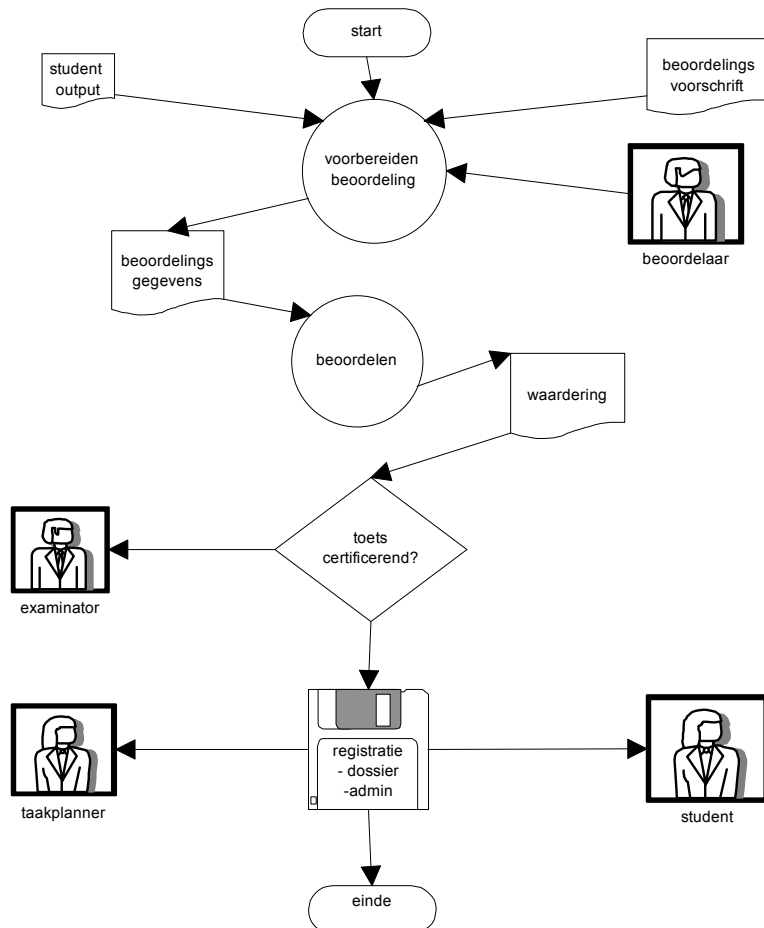 start
student
output
beoordelings
voorschrift
voorbereiden
beoordeling
beoordelaar
beoordelings
gegevens
beoordelen
waardering
toets
certificerend?
examinator
registratie
- dossier
-admin
taakplanner
student
einde